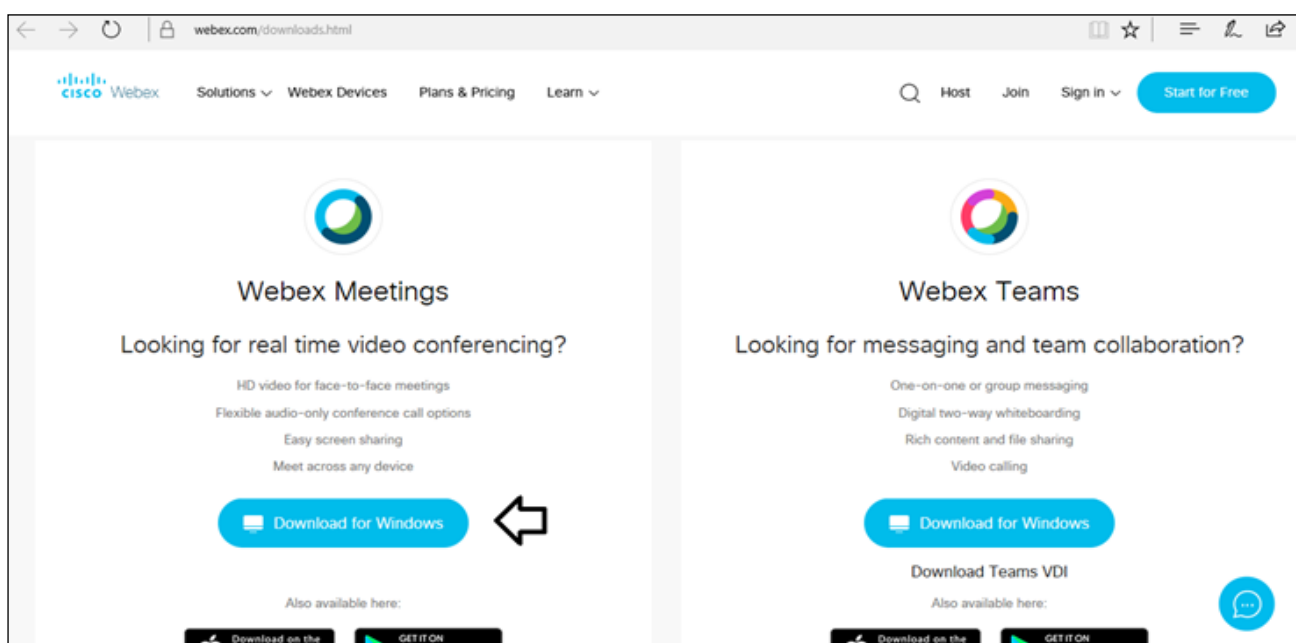 webex.com/downloads.html
cisco Webex Solutions Webex Devices Plans & Pricing Learn Host Join Sign in Start for Free
Webex Meetings
Looking for real time video conferencing?
HD video for face-to-face meetings
Flexible audio-only conference call options
Easy screen sharing
Meet across any device
Download for Windows
Also available here:
Download on the
GET IT ON
Webex Teams
Looking for messaging and team collaboration?
One-on-one or group messaging
Digital two-way whiteboarding
Rich content and file sharing
Video calling
Download for Windows
Download Teams VDI
Also available here:
Download on the
GET IT ON